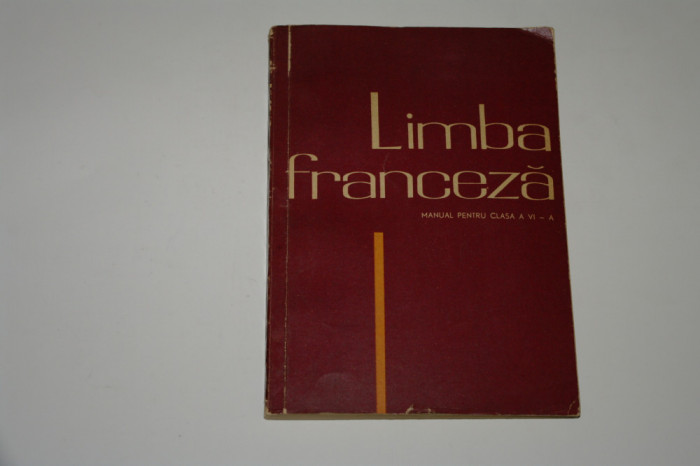 Limba
franceză
MANUAL PENTRU CLASA A VI – A